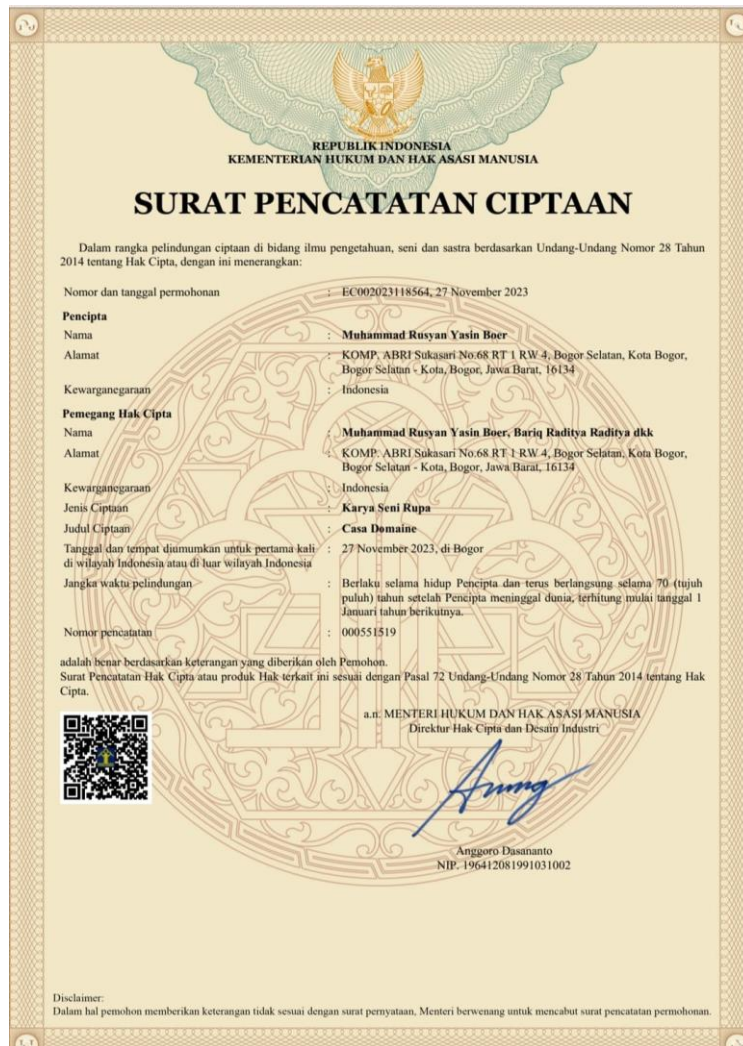 REPUBLIK INDONESIA
KEMENTERIAN HUKUM DAN HAK ASASI MANUSIA
SURAT PENCATATAN CIPTAAN
Dalam rangka pelindungan ciptaan di bidang ilmu pengetahuan, seni dan sastra berdasarkan Undang-Undang Nomor 28 Tahun
2014 tentang Hak Cipta, dengan ini menerangkan:
Nomor dan tanggal permohonan : EC002023118564, 27 November 2023
Pencipta
Nama : Muhammad Rusyan Yasin Boer
Alamat : KOMP. ABRI Sukasari No.68 RT 1 RW 4, Bogor Selatan, Kota Bogor,
Bogor Selatan - Kota, Bogor, Jawa Barat, 16134
Kewarganegaraan : Indonesia
Pemegang Hak Cipta
Nama : Muhammad Rusyan Yasin Boer, Bariq Raditya Raditya dkk
Alamat : KOMP. ABRI Sukasari No.68 RT 1 RW 4, Bogor Selatan, Kota Bogor,
Bogor Selatan - Kota, Bogor, Jawa Barat, 16134
Kewarganegaraan : Indonesia
Jenis Ciptaan : Karya Seni Rupa
Judul Ciptaan : Casa Domaine
Tanggal dan tempat diumumkan untuk pertama kali : 27 November 2023, di Bogor
di wilayah Indonesia atau di luar wilayah Indonesia
Jangka waktu pelindungan : Berlaku selama hidup Pencipta dan terus berlangsung selama 70 (tujuh
puluh) tahun setelah Pencipta meninggal dunia, terhitung mulai tanggal 1
Januari tahun berikutnya.
Nomor pencatatan : 000551519
adalah benar berdasarkan keterangan yang diberikan oleh Pemohon.
Surat Pencatatan Hak Cipta atau produk Hak terkait ini sesuai dengan Pasal 72 Undang-Undang Nomor 28 Tahun 2014 tentang Hak
Cipta.
a.n. MENTERI HUKUM DAN HAK ASASI MANUSIA
Direktur Hak Cipta dan Desain Industri
Anggoro Dasananto
NIP. 196412081991031002
Disclaimer:
Dalam hal pemohon memberikan keterangan tidak sesuai dengan surat pernyataan, Menteri berwenang untuk mencabut surat pencatatan permohonan.